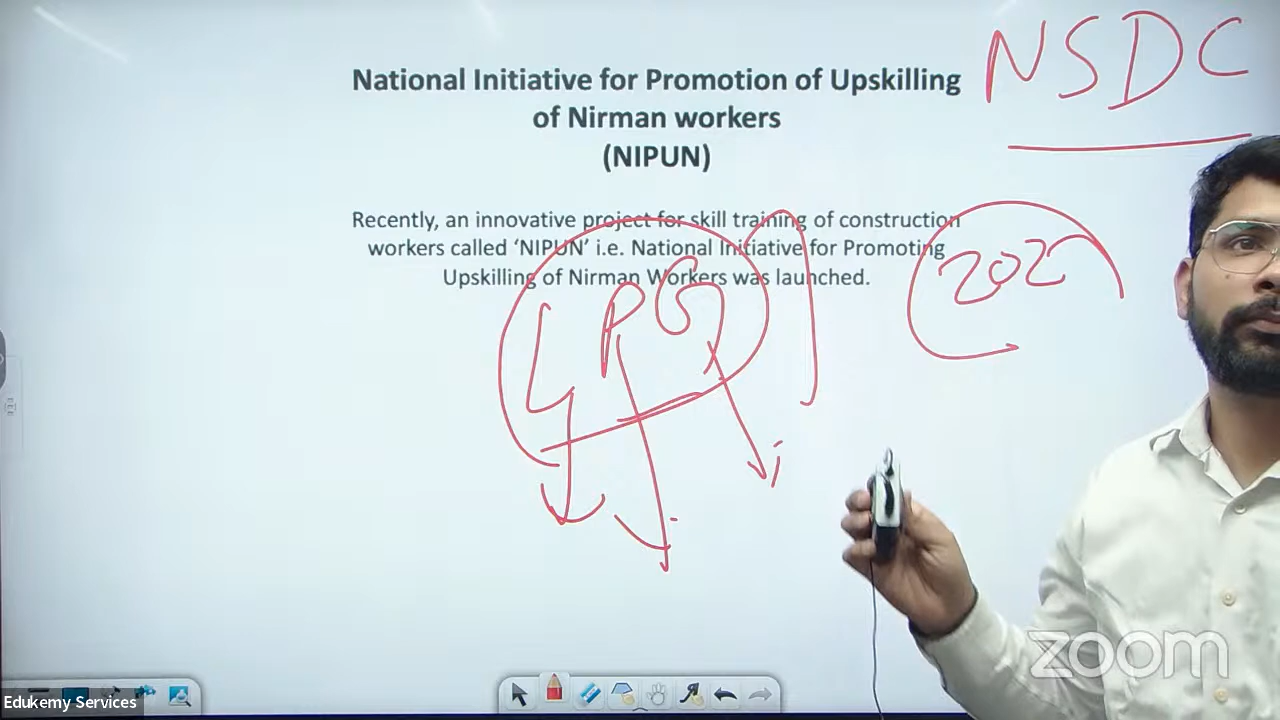 National Initiative for Promotion of Upskilling
of Nirman workers
(NIPUN)
NSDC
Recently, an innovative project for skill training of construction
workers called ‘NIPUN’ i.e. National Initiative for Promoting
Upskilling of Nirman Workers was launched.
LPG
zoom
Edukemy Services